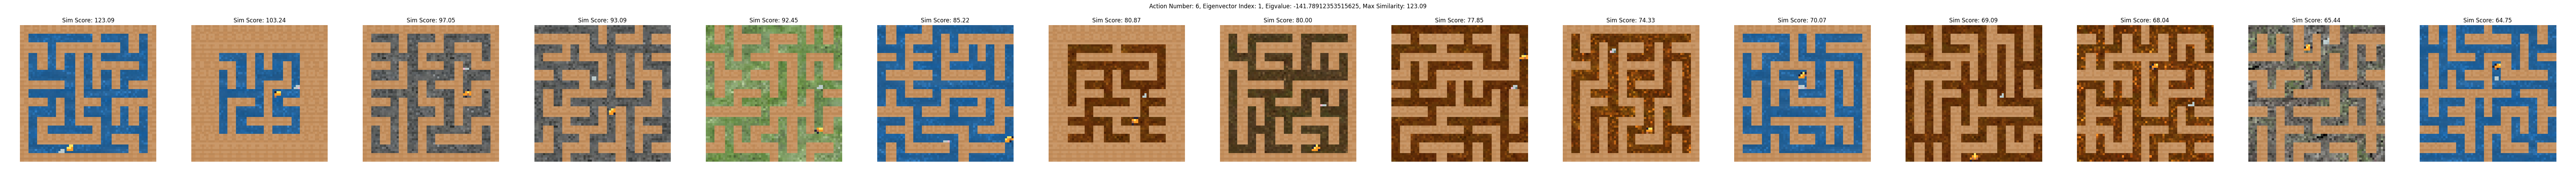 Action Number: 6, Eigenvector Index: 1, Eigvalue: -141.78912353515625, Max Similarity: 123.09
Sim Score: 123.09
Sim Score: 103.24
Sim Score: 97.05
Sim Score: 93.09
Sim Score: 92.45
Sim Score: 85.22
Sim Score: 80.87
Sim Score: 80.00
Sim Score: 77.85
Sim Score: 74.33
Sim Score: 70.07
Sim Score: 69.09
Sim Score: 68.04
Sim Score: 65.44
Sim Score: 64.75